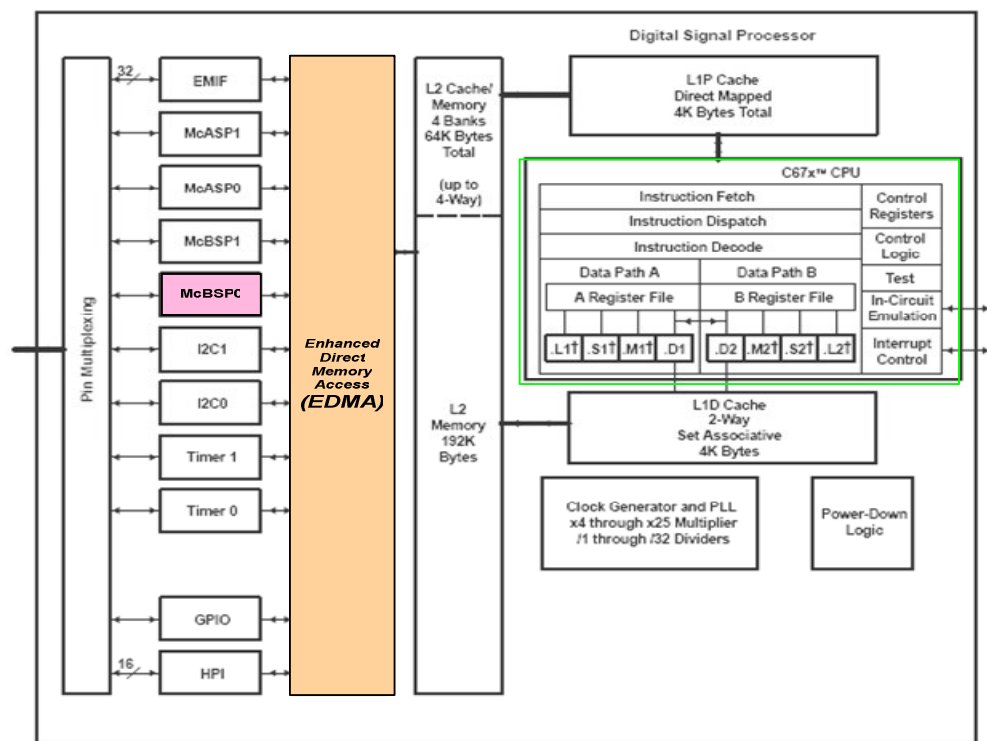 Digital Signal Processor
Pin Multiplexing
32
EMIF
McASP1
McASP0
McBSP1
McBSP0
I2C1
I2C0
Timer 1
Timer 0
GPIO
16
HPI
Enhanced
Direct
Memory
Access
(EDMA)
L2 Cache/
Memory
4 Banks
64K Bytes
Total
(up to
4-Way)
L2
Memory
192K
Bytes
L1P Cache
Direct Mapped
4K Bytes Total
C67x™ CPU
Instruction Fetch
Instruction Dispatch
Instruction Decode
Data Path A
Data Path B
A Register File
B Register File
.L1† .S1† .M1† .D1
.D2 .M2† .S2† .L2†
Control
Registers
Control
Logic
Test
In-Circuit
Emulation
Interrupt
Control
L1D Cache
2-Way
Set Associative
4K Bytes
Clock Generator and PLL
x4 through x25 Multiplier
/1 through /32 Dividers
Power-Down
Logic